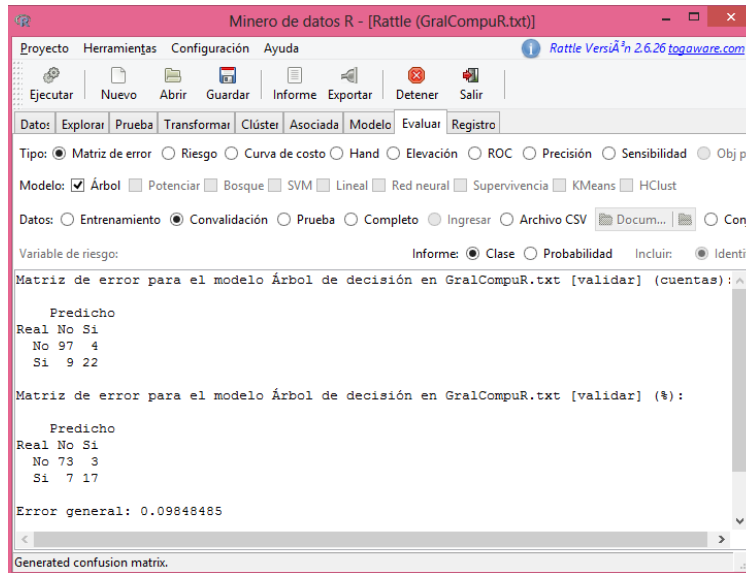 Minero de datos R - [Rattle (GralCompuR.txt)]
Proyecto Herramientas Configuración Ayuda Rattle VersiÃ³n 2.6.26 togaware.com
Ejecutar Nuevo Abrir Guardar Informe Exportar Detener Salir
Datos Explorar Prueba Transformar Clúster Asociada Modelo Evaluar Registro
Tipo: Matriz de error Riesgo Curva de costo Hand Elevación ROC Precisión Sensibilidad Obj p
Modelo: Árbol Potenciar Bosque SVM Lineal Red neural Supervivencia KMeans HClust
Datos: Entrenamiento Convalidación Prueba Completo Ingresar Archivo CSV Docum... Con
Variable de riesgo: Informe: Clase Probabilidad Incluir: Identi
Matriz de error para el modelo Árbol de decisión en GralCompuR.txt [validar] (cuentas):
Predicho
Real No Si
No 97 4
Si 9 22
Matriz de error para el modelo Árbol de decisión en GralCompuR.txt [validar] (%):
Predicho
Real No Si
No 73 3
Si 7 17
Error general: 0.09848485
Generated confusion matrix.